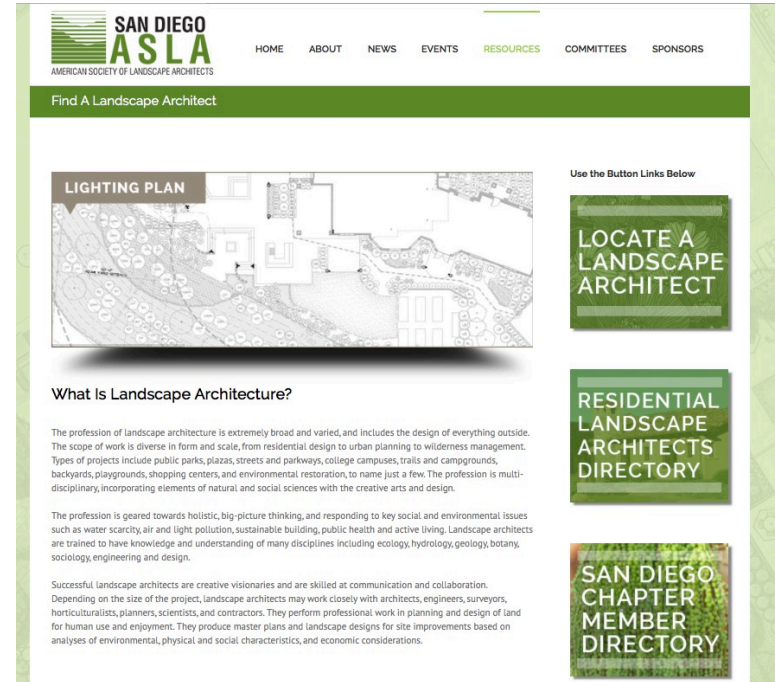 SAN DIEGO
ASLA
AMERICAN SOCIETY OF LANDSCAPE ARCHITECTS
HOME ABOUT NEWS EVENTS RESOURCES COMMITTEES SPONSORS
Find A Landscape Architect
LIGHTING PLAN
Use the Button Links Below
LOCATE A
LANDSCAPE
ARCHITECT
What Is Landscape Architecture?
The profession of landscape architecture is extremely broad and varied, and includes the design of everything outside.
The scope of work is diverse in form and scale, from residential design to urban planning to wilderness management.
Types of projects include public parks, plazas, streets and parkways, college campuses, trails and campgrounds,
backyards, playgrounds, shopping centers, and environmental restoration, to name just a few. The profession is multi-
disciplinary, incorporating elements of natural and social sciences with the creative arts and design.
The profession is geared towards holistic, big-picture thinking, and responding to key social and environmental issues
such as water scarcity, air and light pollution, sustainable building, public health and active living. Landscape architects
are trained to have knowledge and understanding of many disciplines including ecology, hydrology, geology, botany,
sociology, engineering and design.
Successful landscape architects are creative visionaries and are skilled at communication and collaboration.
Depending on the size of the project, landscape architects may work closely with architects, engineers, surveyors,
horticulturalists, planners, scientists, and contractors. They perform professional work in planning and design of land
for human use and enjoyment. They produce master plans and landscape designs for site improvements based on
analyses of environmental, physical and social characteristics, and economic considerations.
RESIDENTIAL
LANDSCAPE
ARCHITECTS
DIRECTORY
SAN DIEGO
CHAPTER
MEMBER
DIRECTORY